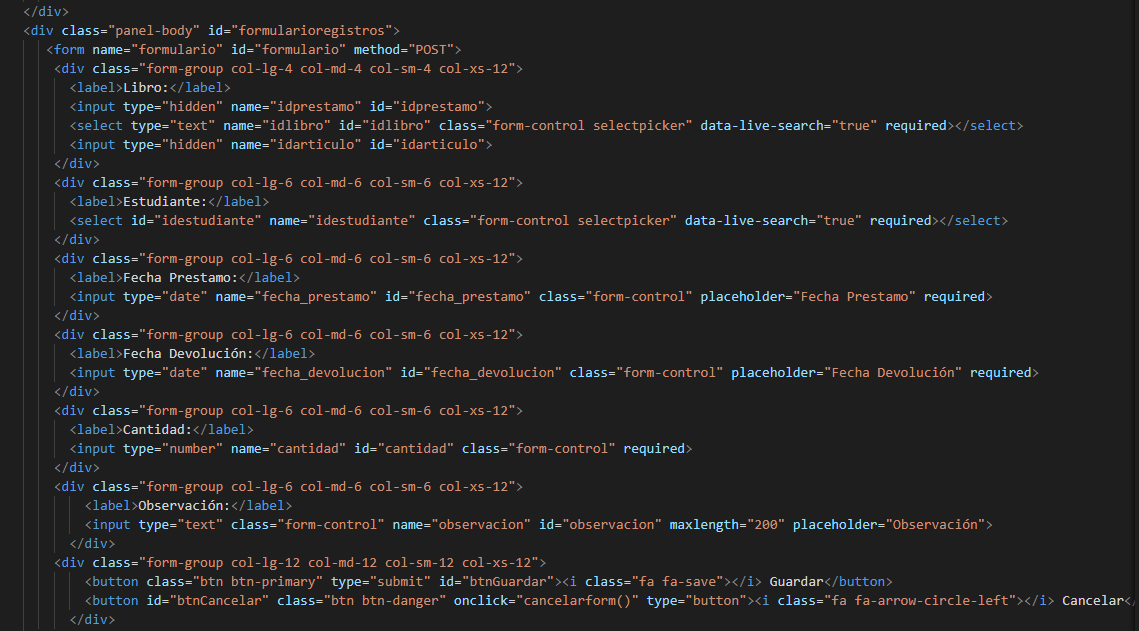 </div>
<div class="panel-body" id="formularioregistros">
<form name="formulario" id="formulario" method="POST">
<div class="form-group col-lg-4 col-md-4 col-sm-4 col-xs-12">
<label>Libro:</label>
<input type="hidden" name="idprestamo" id="idprestamo">
<select type="text" name="idlibro" id="idlibro" class="form-control selectpicker" data-live-search="true" required></select>
<input type="hidden" name="idarticulo" id="idarticulo">
</div>
<div class="form-group col-lg-6 col-md-6 col-sm-6 col-xs-12">
<label>Estudiante:</label>
<select id="idestudiante" name="idestudiante" class="form-control selectpicker" data-live-search="true" required></select>
</div>
<div class="form-group col-lg-6 col-md-6 col-sm-6 col-xs-12">
<label>Fecha Prestamo:</label>
<input type="date" name="fecha_prestamo" id="fecha_prestamo" class="form-control" placeholder="Fecha Prestamo" required>
</div>
<div class="form-group col-lg-6 col-md-6 col-sm-6 col-xs-12">
<label>Fecha Devolución:</label>
<input type="date" name="fecha_devolucion" id="fecha_devolucion" class="form-control" placeholder="Fecha Devolución" required>
</div>
<div class="form-group col-lg-6 col-md-6 col-sm-6 col-xs-12">
<label>Cantidad:</label>
<input type="number" name="cantidad" id="cantidad" class="form-control" required>
</div>
<div class="form-group col-lg-6 col-md-6 col-sm-6 col-xs-12">
<label>Observación:</label>
<input type="text" class="form-control" name="observacion" id="observacion" maxlength="200" placeholder="Observación">
</div>
<div class="form-group col-lg-12 col-md-12 col-sm-12 col-xs-12">
<button class="btn btn-primary" type="submit" id="btnGuardar"><i class="fa fa-save"></i> Guardar</button>
<button id="btnCancelar" class="btn btn-danger" onclick="cancelarform()" type="button"><i class="fa fa-arrow-circle-left"></i> Cancelar</
</div>